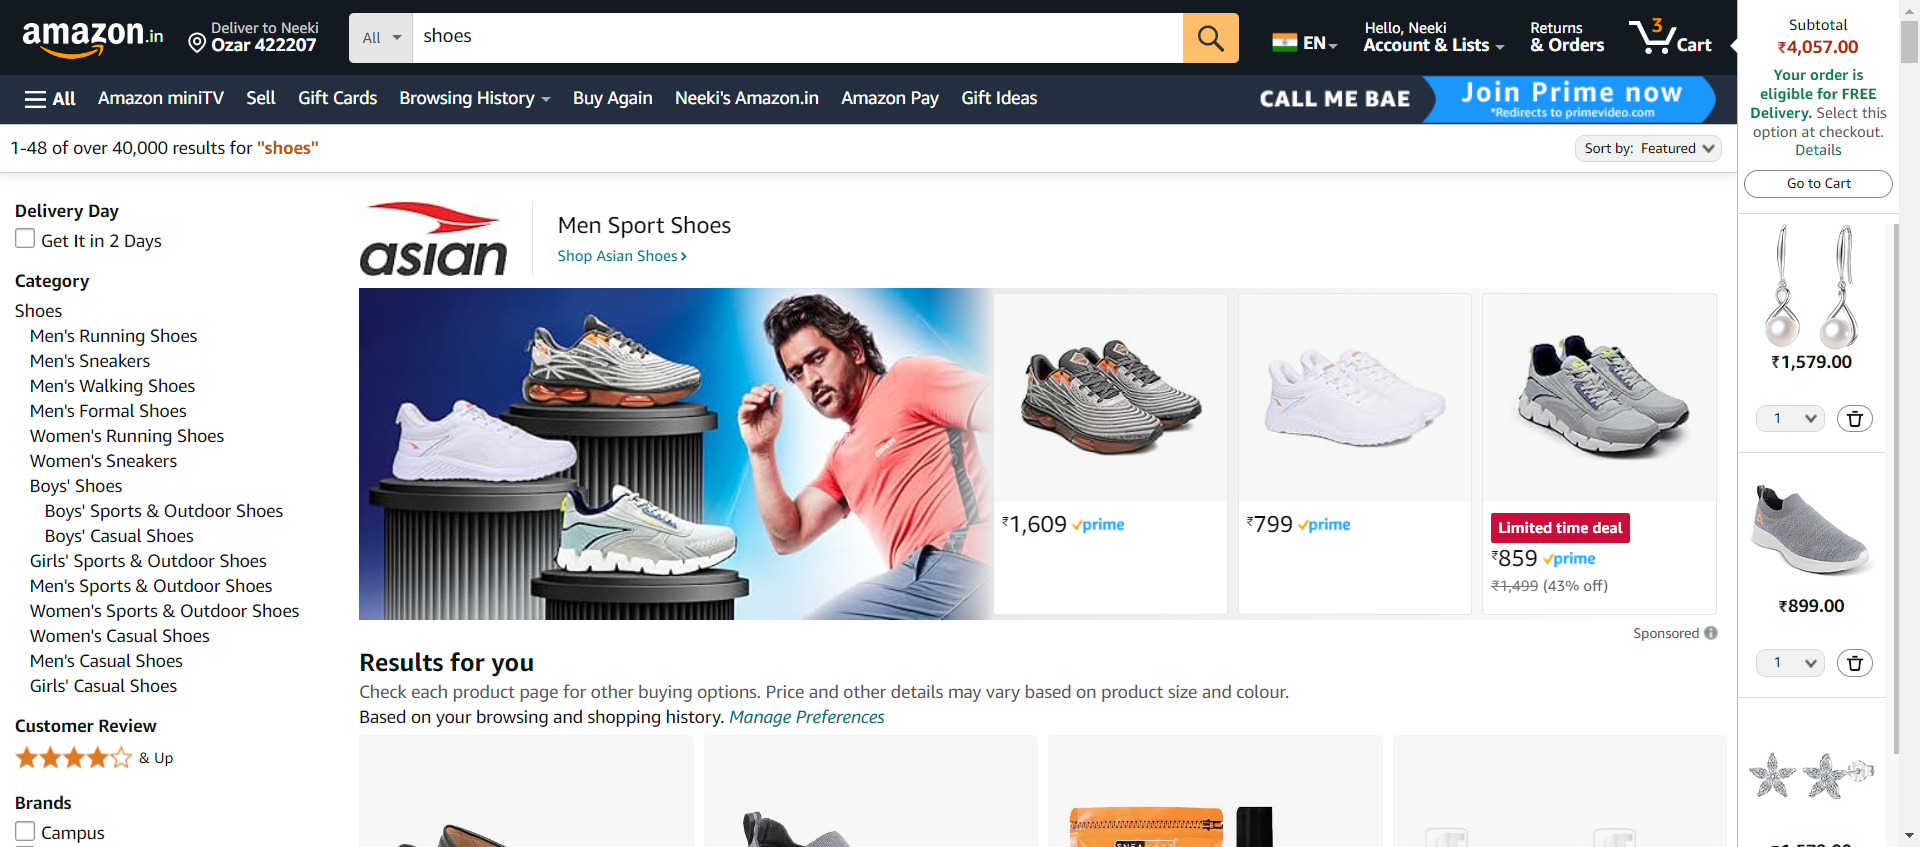 amazon.in
Deliver to Neeki
Ozar 422207
All
shoes
EN
Hello, Neeki
Account & Lists
Returns
& Orders
3
Cart
All
Amazon miniTV
Sell
Gift Cards
Browsing History
Buy Again
Neeki's Amazon.in
Amazon Pay
Gift Ideas
CALL ME BAE
Join Prime now
*Redirects to primevideo.com
1-48 of over 40,000 results for "shoes"
Sort by: Featured
Delivery Day
Get It in 2 Days
Category
Shoes
Men's Running Shoes
Men's Sneakers
Men's Walking Shoes
Men's Formal Shoes
Women's Running Shoes
Women's Sneakers
Boys' Shoes
Boys' Sports & Outdoor Shoes
Boys' Casual Shoes
Girls' Sports & Outdoor Shoes
Men's Sports & Outdoor Shoes
Women's Sports & Outdoor Shoes
Women's Casual Shoes
Men's Casual Shoes
Girls' Casual Shoes
Customer Review
& Up
Brands
Campus
asian
Men Sport Shoes
Shop Asian Shoes ›
₹1,609 prime
₹799 prime
Limited time deal
₹859 prime
₹1,499 (43% off)
Sponsored
Results for you
Check each product page for other buying options. Price and other details may vary based on product size and colour.
Based on your browsing and shopping history. Manage Preferences
Subtotal
₹4,057.00
Your order is
eligible for FREE
Delivery. Select this
option at checkout.
Details
Go to Cart
₹1,579.00
1
₹899.00
1